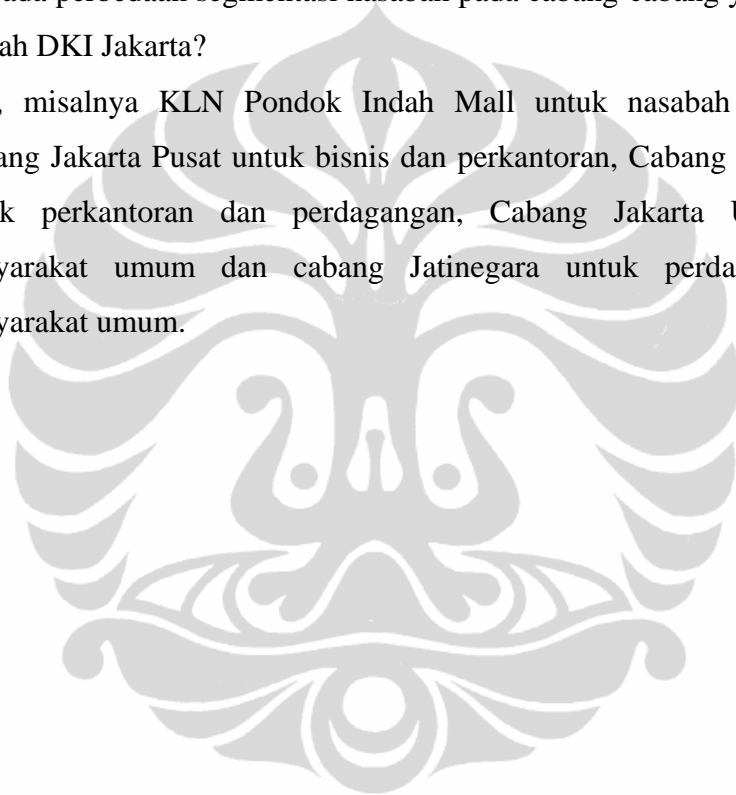 ada perbedaan segmentasi nasabah pada cabang-cabang
ah DKI Jakarta?
, misalnya KLN Pondok Indah Mall untuk nasabah
ang Jakarta Pusat untuk bisnis dan perkantoran, Cabang
k perkantoran dan perdagangan, Cabang Jakarta U
yarakat umum dan cabang Jatinegara untuk perda
yarakat umum.